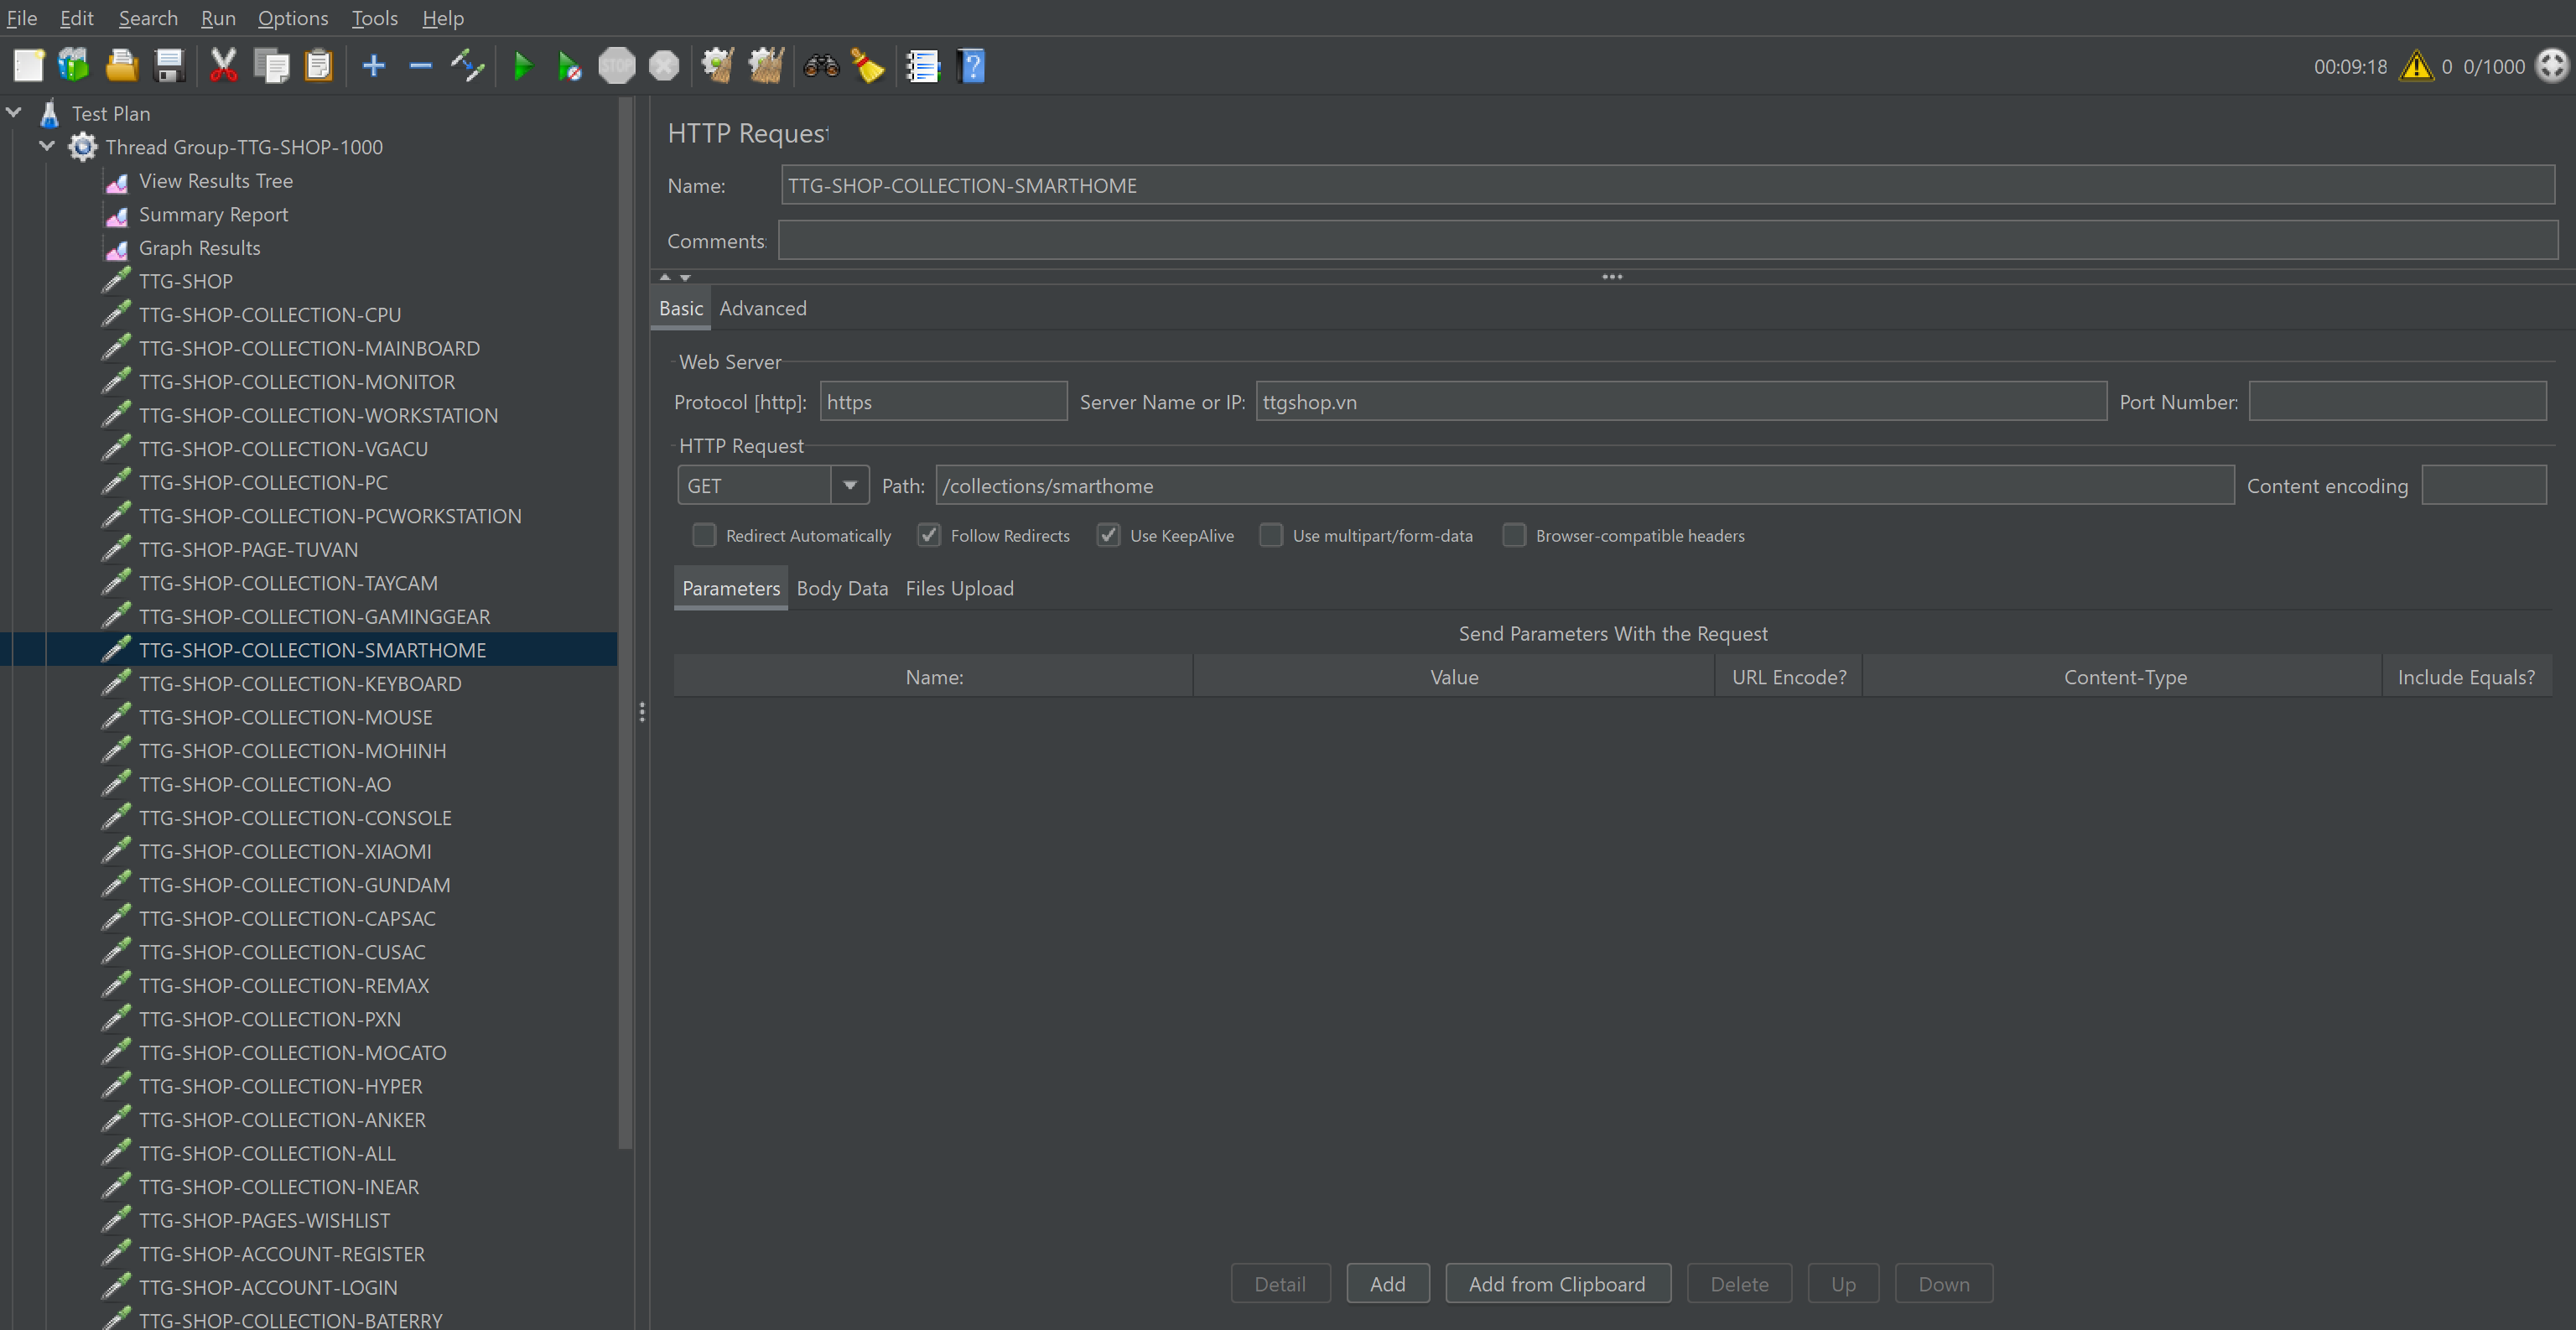 File Edit Search Run Options Tools Help
STOP
00:09:18 0 0/1000
Test Plan
Thread Group-TTG-SHOP-1000
View Results Tree
Summary Report
Graph Results
TTG-SHOP
TTG-SHOP-COLLECTION-CPU
TTG-SHOP-COLLECTION-MAINBOARD
TTG-SHOP-COLLECTION-MONITOR
TTG-SHOP-COLLECTION-WORKSTATION
TTG-SHOP-COLLECTION-VGACU
TTG-SHOP-COLLECTION-PC
TTG-SHOP-COLLECTION-PCWORKSTATION
TTG-SHOP-PAGE-TUVAN
TTG-SHOP-COLLECTION-TAYCAM
TTG-SHOP-COLLECTION-GAMINGGEAR
TTG-SHOP-COLLECTION-SMARTHOME
TTG-SHOP-COLLECTION-KEYBOARD
TTG-SHOP-COLLECTION-MOUSE
TTG-SHOP-COLLECTION-MOHINH
TTG-SHOP-COLLECTION-AO
TTG-SHOP-COLLECTION-CONSOLE
TTG-SHOP-COLLECTION-XIAOMI
TTG-SHOP-COLLECTION-GUNDAM
TTG-SHOP-COLLECTION-CAPSAC
TTG-SHOP-COLLECTION-CUSAC
TTG-SHOP-COLLECTION-REMAX
TTG-SHOP-COLLECTION-PXN
TTG-SHOP-COLLECTION-MOCATO
TTG-SHOP-COLLECTION-HYPER
TTG-SHOP-COLLECTION-ANKER
TTG-SHOP-COLLECTION-ALL
TTG-SHOP-COLLECTION-INEAR
TTG-SHOP-PAGES-WISHLIST
TTG-SHOP-ACCOUNT-REGISTER
TTG-SHOP-ACCOUNT-LOGIN
TTG-SHOP-COLLECTION-BATERRY
HTTP Request
Name: TTG-SHOP-COLLECTION-SMARTHOME
Comments:
Basic Advanced
Web Server
Protocol [http]: https Server Name or IP: ttgshop.vn Port Number:
HTTP Request
GET Path: /collections/smarthome Content encoding
Redirect Automatically Follow Redirects Use KeepAlive Use multipart/form-data Browser-compatible headers
Parameters Body Data Files Upload
Send Parameters With the Request
Name: Value URL Encode? Content-Type Include Equals?
Detail Add Add from Clipboard Delete Up Down